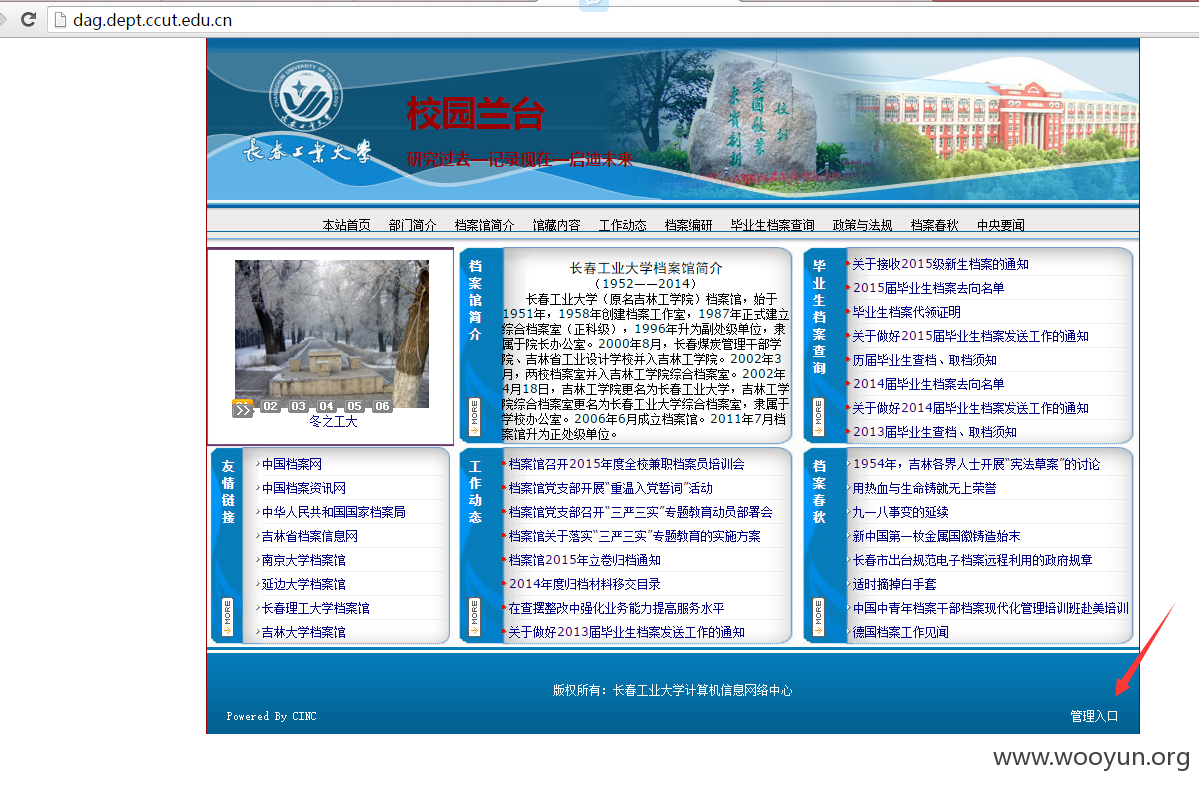 dag.dept.ccut.edu.cn
CHANGCHUN UNIVERSITY OF TECHNOLOGY
长春工业大学
长春工业大学
校园兰台
研究过去—记录现在—启迪未来
本站首页 部门简介 档案馆简介 馆藏内容 工作动态 档案编研 毕业生档案查询 政策与法规 档案春秋 中央要闻
02 03 04 05 06
冬之工大
档案馆简介
MORE
长春工业大学档案馆简介
（1952——2014）
长春工业大学（原名吉林工学院）档案馆，始于
1951年，1958年创建档案工作室，1987年正式建立
综合档案室（正科级），1996年升为副处级单位，隶
属于院长办公室。2000年8月，长春煤炭管理干部学
院、吉林省工业设计学校并入吉林工学院。2002年3
月，两校档案室并入吉林工学院综合档案室。2002年
4月18日，吉林工学院更名为长春工业大学，吉林工学
院综合档案室更名为长春工业大学综合档案室，隶属于
学校办公室。2006年6月成立档案馆。2011年7月档
案馆升为正处级单位。
毕业生档案查询
MORE
关于接收2015级新生档案的通知
2015届毕业生档案去向名单
毕业生档案代领证明
关于做好2015届毕业生档案发送工作的通知
历届毕业生查档、取档须知
2014届毕业生档案去向名单
关于做好2014届毕业生档案发送工作的通知
2013届毕业生查档、取档须知
友情链接
MORE
中国档案网
中国档案资讯网
中华人民共和国国家档案局
吉林省档案信息网
南京大学档案馆
延边大学档案馆
长春理工大学档案馆
吉林大学档案馆
工作动态
MORE
档案馆召开2015年度全校兼职档案员培训会
档案馆党支部开展“重温入党誓词”活动
档案馆党支部召开“三严三实”专题教育动员部署会
档案馆关于落实“三严三实”专题教育的实施方案
档案馆2015年立卷归档通知
2014年度归档材料移交目录
在查摆整改中强化业务能力提高服务水平
关于做好2013届毕业生档案发送工作的通知
档案春秋
MORE
1954年，吉林各界人士开展“宪法草案”的讨论
用热血与生命铸就无上荣誉
九一八事变的延续
新中国第一枚金属国徽铸造始末
长春市出台规范电子档案远程利用的政府规章
适时摘掉白手套
中国中青年档案干部档案现代化管理培训班赴美培训
德国档案工作见闻
版权所有：长春工业大学计算机信息网络中心
Powered By CINC
管理入口
www.wooyun.org